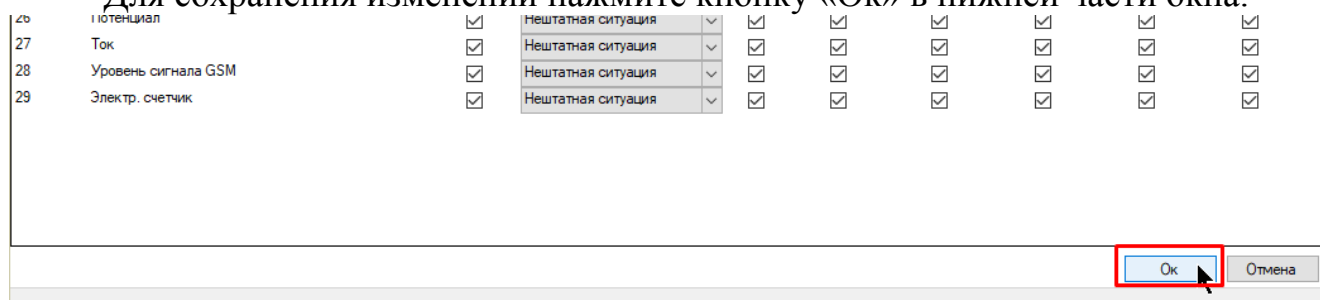 Для сохранения изменений нажмите кнопку «Ок» в нижней части окна.
26 Потенциал Нештатная ситуация
27 Ток Нештатная ситуация
28 Уровень сигнала GSM Нештатная ситуация
29 Электр. счетчик Нештатная ситуация
Ок Отмена